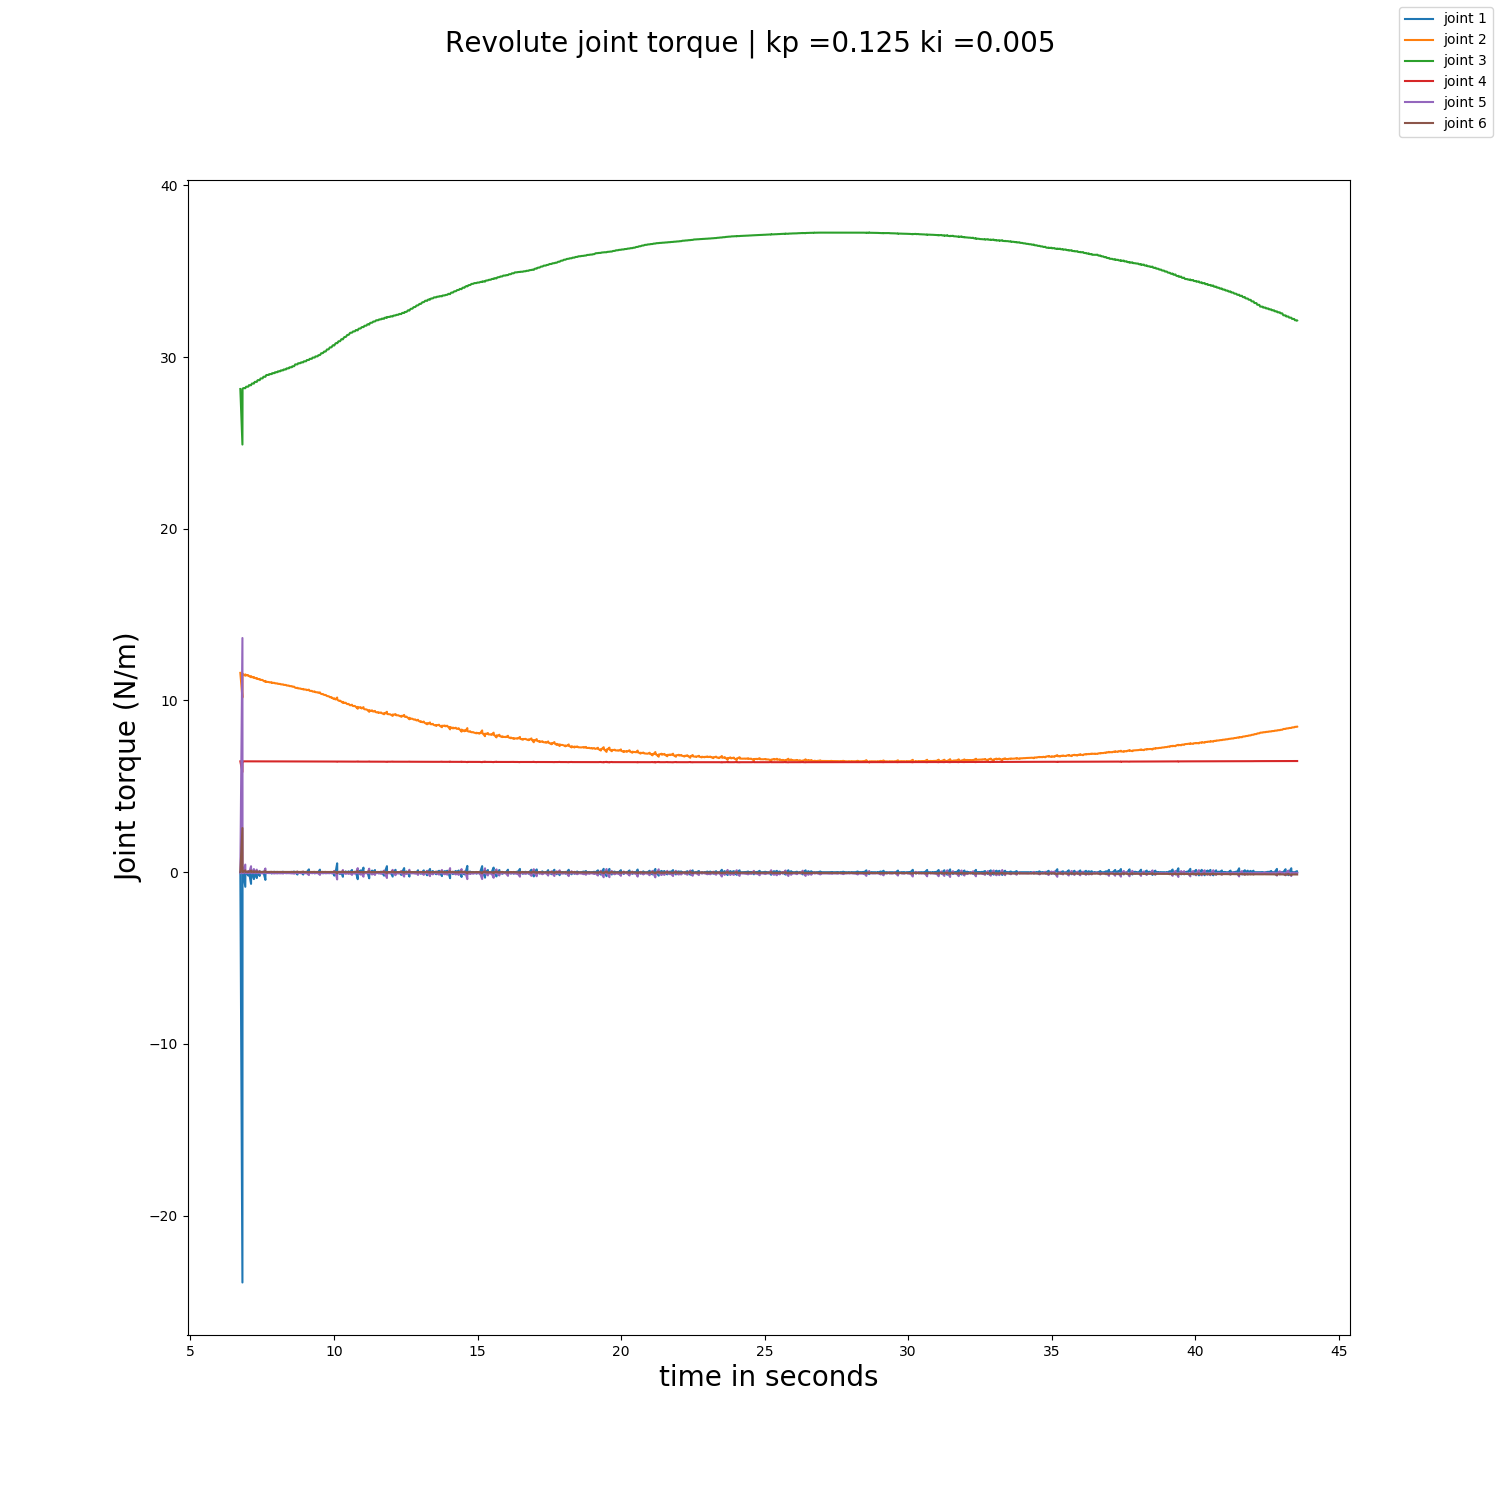 Revolute joint torque | kp =0.125 ki =0.005
joint 1
joint 2
joint 3
joint 4
joint 5
joint 6
Joint torque (N/m)
40
30
20
10
0
−10
−20
5 10 15 20 25 30 35 40 45
time in seconds